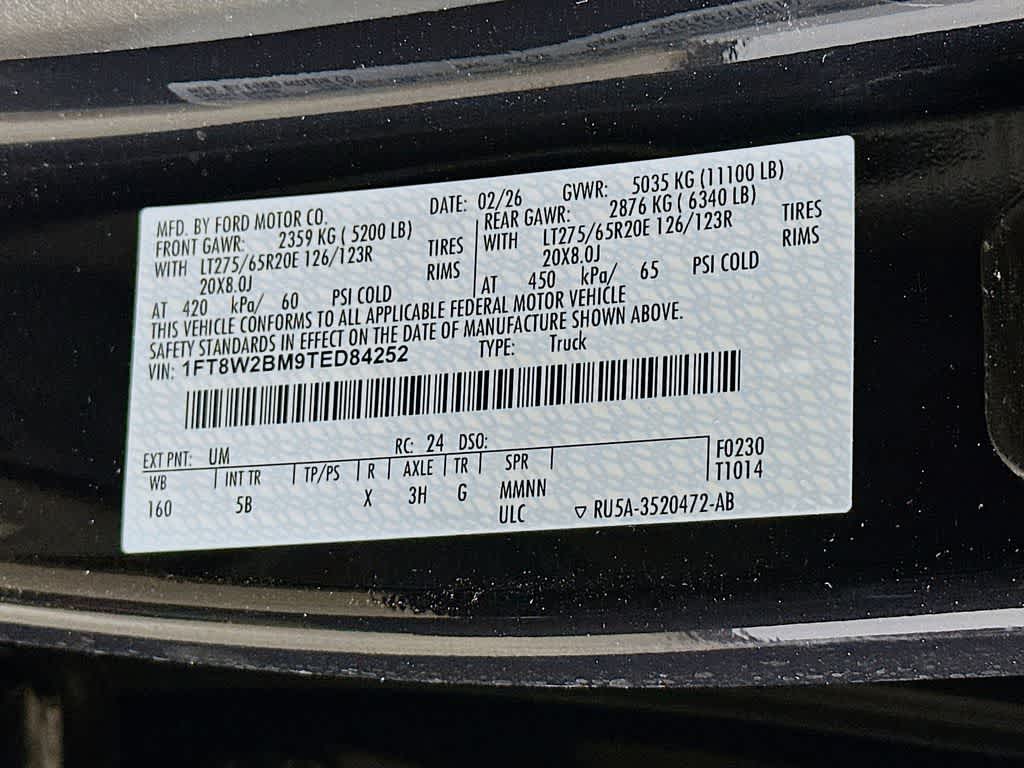 MFD. BY FORD MOTOR CO. DATE: 02/26 GVWR: 5035 KG (11100 LB)
FRONT GAWR: 2359 KG ( 5200 LB) REAR GAWR: 2876 KG ( 6340 LB)
WITH LT275/65R20E 126/123R TIRES WITH LT275/65R20E 126/123R TIRES
20X8.0J RIMS 20X8.0J RIMS
AT 420 kPa/ 60 PSI COLD AT 450 kPa/ 65 PSI COLD
THIS VEHICLE CONFORMS TO ALL APPLICABLE FEDERAL MOTOR VEHICLE
SAFETY STANDARDS IN EFFECT ON THE DATE OF MANUFACTURE SHOWN ABOVE.
VIN: 1FT8W2BM9TED84252 TYPE: Truck
EXT PNT: UM RC: 24 DSO: F0230
WB INT TR TP/PS R AXLE TR SPR T1014
160 5B X 3H G MMNN
ULC ▽ RU5A-3520472-AB